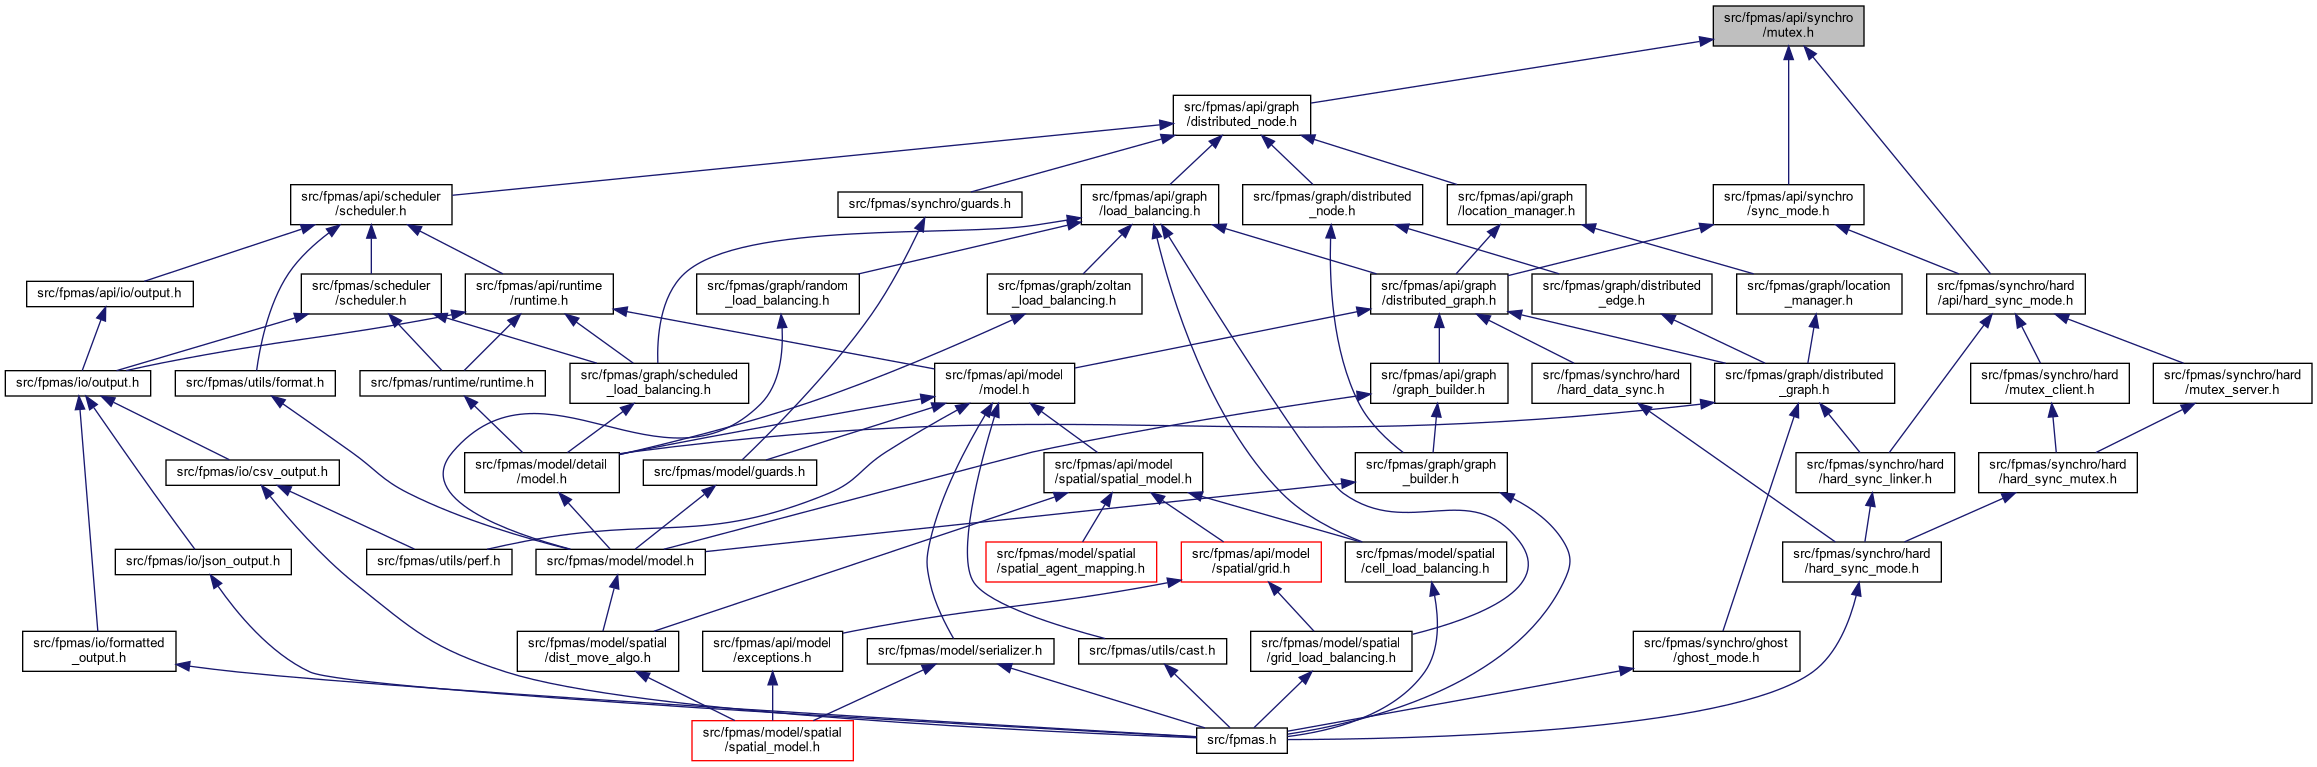 src/fpmas/api/synchro
/mutex.h
src/fpmas/api/graph
/distributed_node.h
src/fpmas/api/scheduler
/scheduler.h
src/fpmas/synchro/guards.h
src/fpmas/api/graph
/load_balancing.h
src/fpmas/graph/distributed
_node.h
src/fpmas/api/graph
/location_manager.h
src/fpmas/api/synchro
/sync_mode.h
src/fpmas/api/io/output.h
src/fpmas/scheduler
/scheduler.h
src/fpmas/api/runtime
/runtime.h
src/fpmas/graph/random
_load_balancing.h
src/fpmas/graph/zoltan
_load_balancing.h
src/fpmas/api/graph
/distributed_graph.h
src/fpmas/graph/distributed
_edge.h
src/fpmas/graph/location
_manager.h
src/fpmas/synchro/hard
/api/hard_sync_mode.h
src/fpmas/io/output.h
src/fpmas/utils/format.h
src/fpmas/runtime/runtime.h
src/fpmas/graph/scheduled
_load_balancing.h
src/fpmas/api/model
/model.h
src/fpmas/api/graph
/graph_builder.h
src/fpmas/synchro/hard
/hard_data_sync.h
src/fpmas/graph/distributed
_graph.h
src/fpmas/synchro/hard
/mutex_client.h
src/fpmas/synchro/hard
/mutex_server.h
src/fpmas/io/csv_output.h
src/fpmas/model/detail
/model.h
src/fpmas/model/guards.h
src/fpmas/api/model
/spatial/spatial_model.h
src/fpmas/graph/graph
_builder.h
src/fpmas/synchro/hard
/hard_sync_linker.h
src/fpmas/synchro/hard
/hard_sync_mutex.h
src/fpmas/io/json_output.h
src/fpmas/utils/perf.h
src/fpmas/model/model.h
src/fpmas/model/spatial
/spatial_agent_mapping.h
src/fpmas/api/model
/spatial/grid.h
src/fpmas/model/spatial
/cell_load_balancing.h
src/fpmas/synchro/hard
/hard_sync_mode.h
src/fpmas/io/formatted
_output.h
src/fpmas/model/spatial
/dist_move_algo.h
src/fpmas/api/model
/exceptions.h
src/fpmas/model/serializer.h
src/fpmas/utils/cast.h
src/fpmas/model/spatial
/grid_load_balancing.h
src/fpmas/synchro/ghost
/ghost_mode.h
src/fpmas/model/spatial
/spatial_model.h
src/fpmas.h